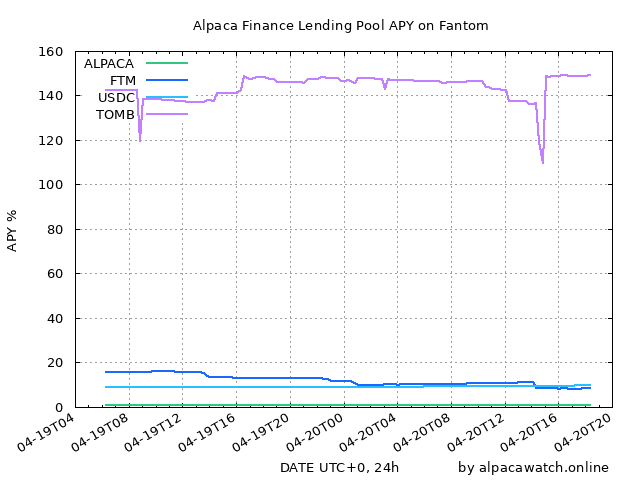 Alpaca Finance Lending Pool APY on Fantom
ALPACA
FTM
USDC
TOMB
APY %
160
140
120
100
80
60
40
20
0
04-19T04
04-19T08
04-19T12
04-19T16
04-19T20
04-20T00
04-20T04
04-20T08
04-20T12
04-20T16
04-20T20
DATE UTC+0, 24h
by alpacawatch.online